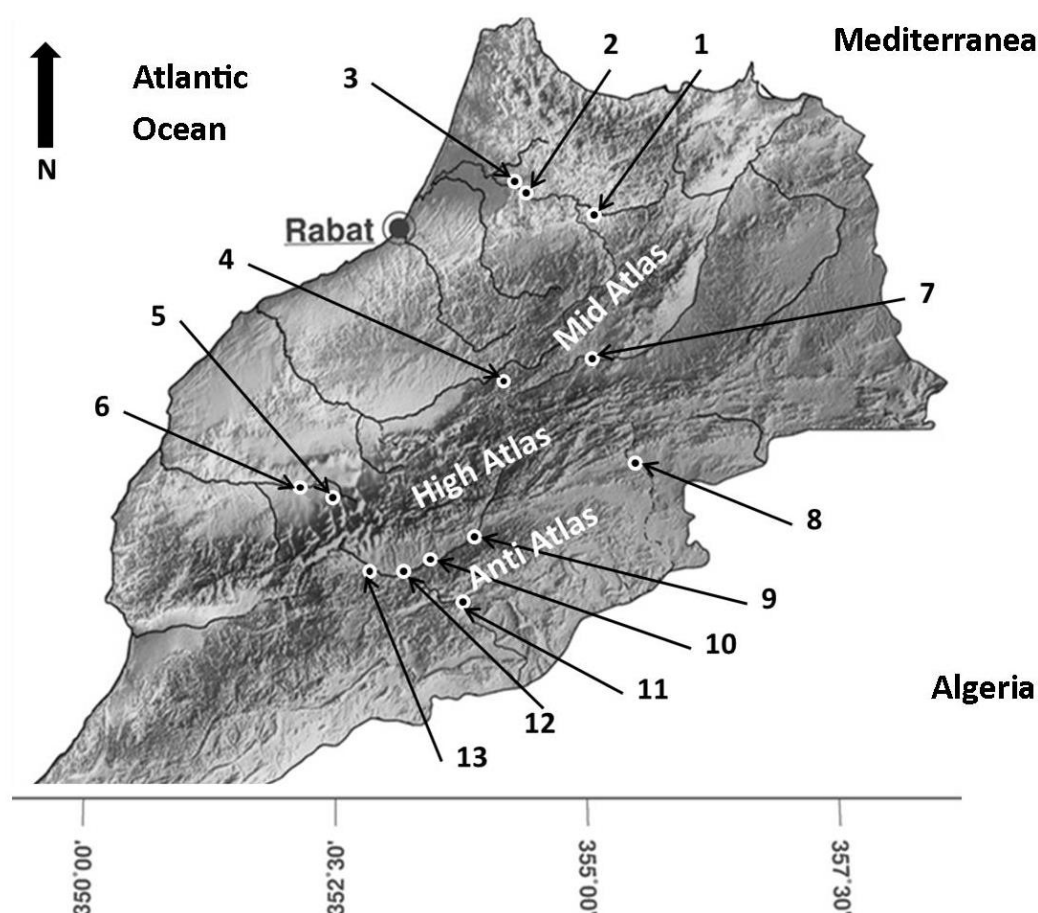 Mediterranea
Atlantic
Ocean
N
3
2
1
Rabat
4
Mid Atlas
5
7
6
High Atlas
8
Anti Atlas
9
10
11
Algeria
12
13
350°00'
352°30'
355°00'
357°30'